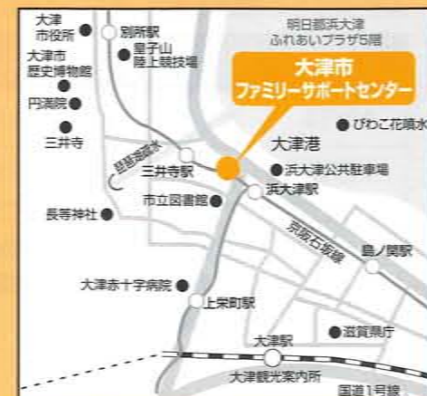 明日都浜大津
ふれあいプラザ5階
大津市
ファミリーサポートセンター
大津
市役所
別所駅
皇子山
陸上競技場
大津市
歴史博物館
円満院
三井寺
琵琶湖疏水
三井寺駅
大津港
びわこ花噴水
浜大津公共駐車場
浜大津駅
市立図書館
長等神社
京阪石坂線
島ノ関駅
大津赤十字病院
上栄町駅
大津駅
滋賀県庁
大津観光案内所
国道1号線